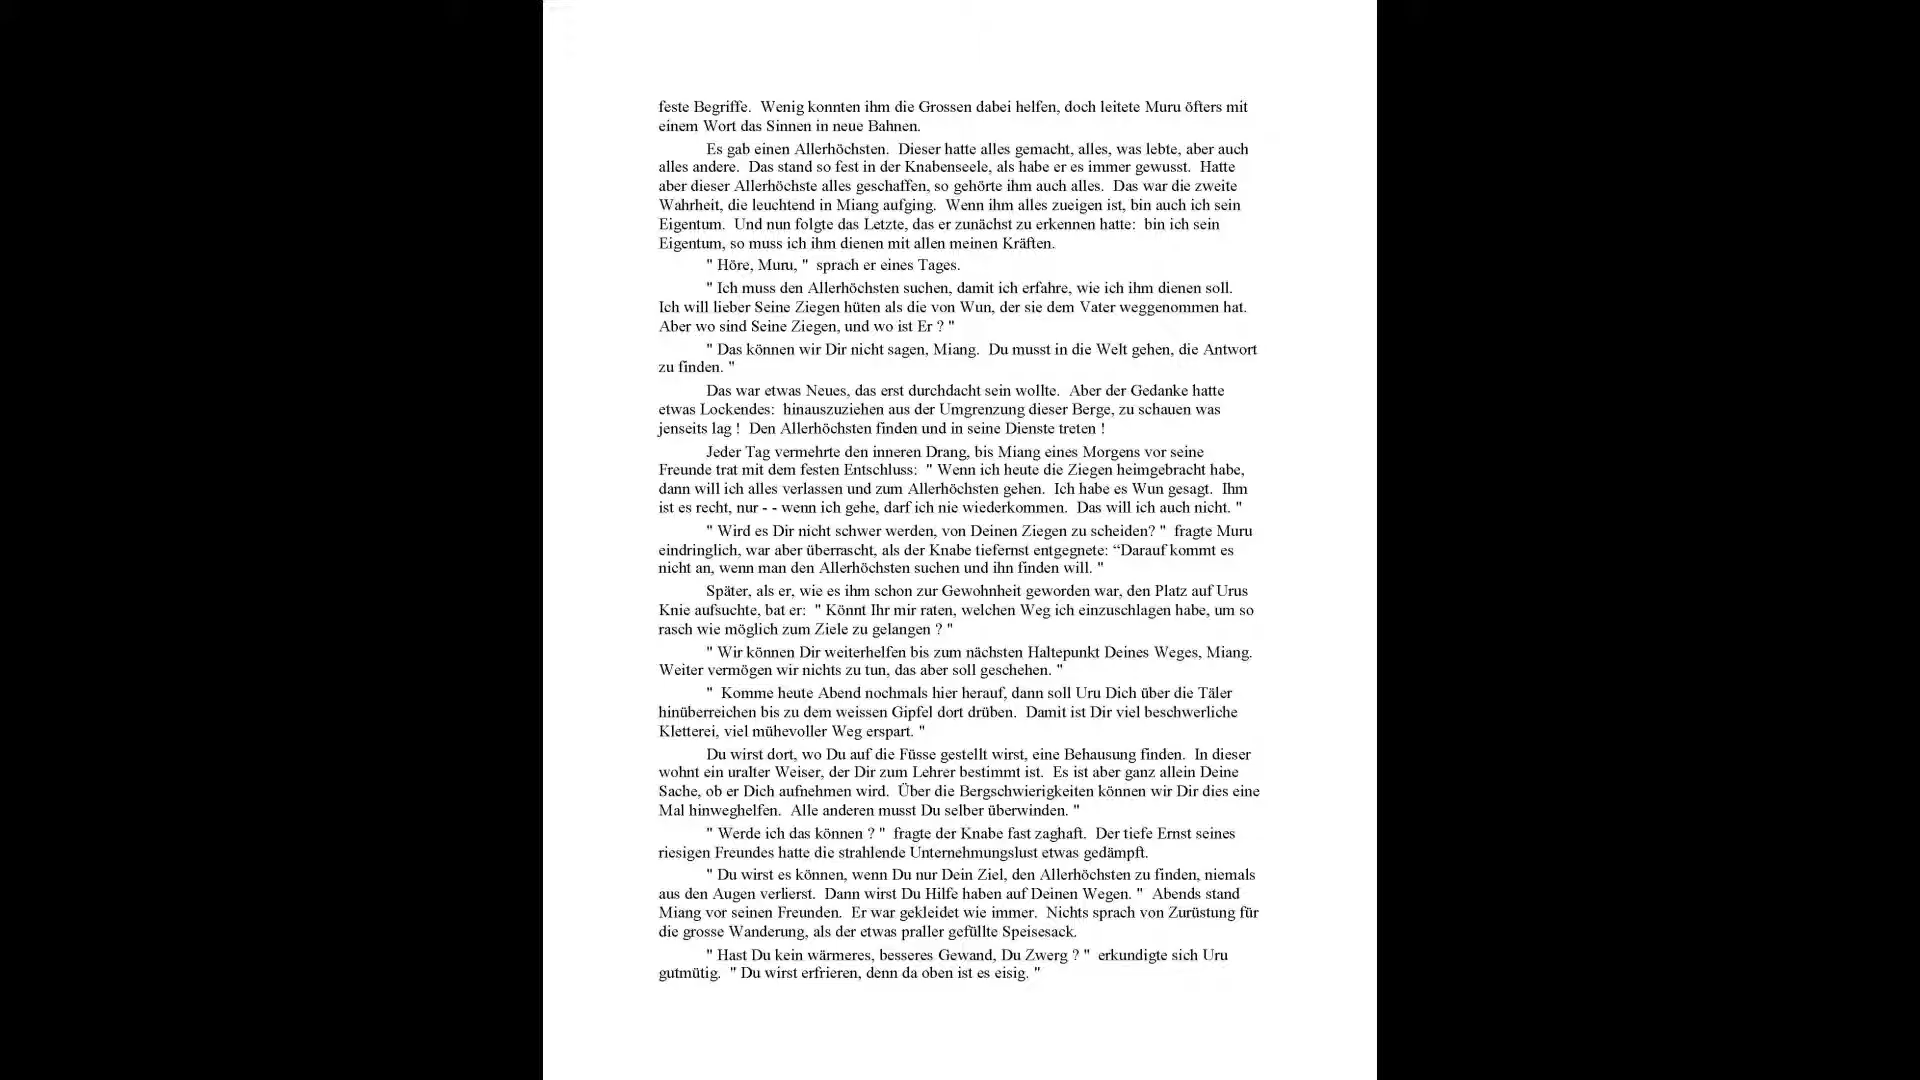 feste Begriffe.  Wenig konnten ihm die Grossen dabei helfen, doch leitete Muru öfters mit
einem Wort das Sinnen in neue Bahnen.
Es gab einen Allerhöchsten.  Dieser hatte alles gemacht, alles, was lebte, aber auch
alles andere.  Das stand so fest in der Knabenseele, als habe er es immer gewusst.  Hatte
aber dieser Allerhöchste alles geschaffen, so gehörte ihm auch alles.  Das war die zweite
Wahrheit, die leuchtend in Miang aufging.  Wenn ihm alles zueigen ist, bin auch ich sein
Eigentum.  Und nun folgte das Letzte, das er zunächst zu erkennen hatte:  bin ich sein
Eigentum, so muss ich ihm dienen mit allen meinen Kräften.
" Höre, Muru, "  sprach er eines Tages.
" Ich muss den Allerhöchsten suchen, damit ich erfahre, wie ich ihm dienen soll.
Ich will lieber Seine Ziegen hüten als die von Wun, der sie dem Vater weggenommen hat.
Aber wo sind Seine Ziegen, und wo ist Er ? "
" Das können wir Dir nicht sagen, Miang.  Du musst in die Welt gehen, die Antwort
zu finden. "
Das war etwas Neues, das erst durchdacht sein wollte.  Aber der Gedanke hatte
etwas Lockendes:  hinauszuziehen aus der Umgrenzung dieser Berge, zu schauen was
jenseits lag !  Den Allerhöchsten finden und in seine Dienste treten !
Jeder Tag vermehrte den inneren Drang, bis Miang eines Morgens vor seine
Freunde trat mit dem festen Entschluss:  " Wenn ich heute die Ziegen heimgebracht habe,
dann will ich alles verlassen und zum Allerhöchsten gehen.  Ich habe es Wun gesagt.  Ihm
ist es recht, nur - - wenn ich gehe, darf ich nie wiederkommen.  Das will ich auch nicht. "
" Wird es Dir nicht schwer werden, von Deinen Ziegen zu scheiden? "  fragte Muru
eindringlich, war aber überrascht, als der Knabe tiefernst entgegnete: “Darauf kommt es
nicht an, wenn man den Allerhöchsten suchen und ihn finden will. "
Später, als er, wie es ihm schon zur Gewohnheit geworden war, den Platz auf Urus
Knie aufsuchte, bat er:  " Könnt Ihr mir raten, welchen Weg ich einzuschlagen habe, um so
rasch wie möglich zum Ziele zu gelangen ? "
" Wir können Dir weiterhelfen bis zum nächsten Haltepunkt Deines Weges, Miang.
Weiter vermögen wir nichts zu tun, das aber soll geschehen. "
"  Komme heute Abend nochmals hier herauf, dann soll Uru Dich über die Täler
hinüberreichen bis zu dem weissen Gipfel dort drüben.  Damit ist Dir viel beschwerliche
Kletterei, viel mühevoller Weg erspart. "
Du wirst dort, wo Du auf die Füsse gestellt wirst, eine Behausung finden.  In dieser
wohnt ein uralter Weiser, der Dir zum Lehrer bestimmt ist.  Es ist aber ganz allein Deine
Sache, ob er Dich aufnehmen wird.  Über die Bergschwierigkeiten können wir Dir dies eine
Mal hinweghelfen.  Alle anderen musst Du selber überwinden. "
" Werde ich das können ? "  fragte der Knabe fast zaghaft.  Der tiefe Ernst seines
riesigen Freundes hatte die strahlende Unternehmungslust etwas gedämpft.
" Du wirst es können, wenn Du nur Dein Ziel, den Allerhöchsten zu finden, niemals
aus den Augen verlierst.  Dann wirst Du Hilfe haben auf Deinen Wegen. "  Abends stand
Miang vor seinen Freunden.  Er war gekleidet wie immer.  Nichts sprach von Zurüstung für
die grosse Wanderung, als der etwas praller gefüllte Speisesack.
" Hast Du kein wärmeres, besseres Gewand, Du Zwerg ? "  erkundigte sich Uru
gutmütig.  " Du wirst erfrieren, denn da oben ist es eisig. "